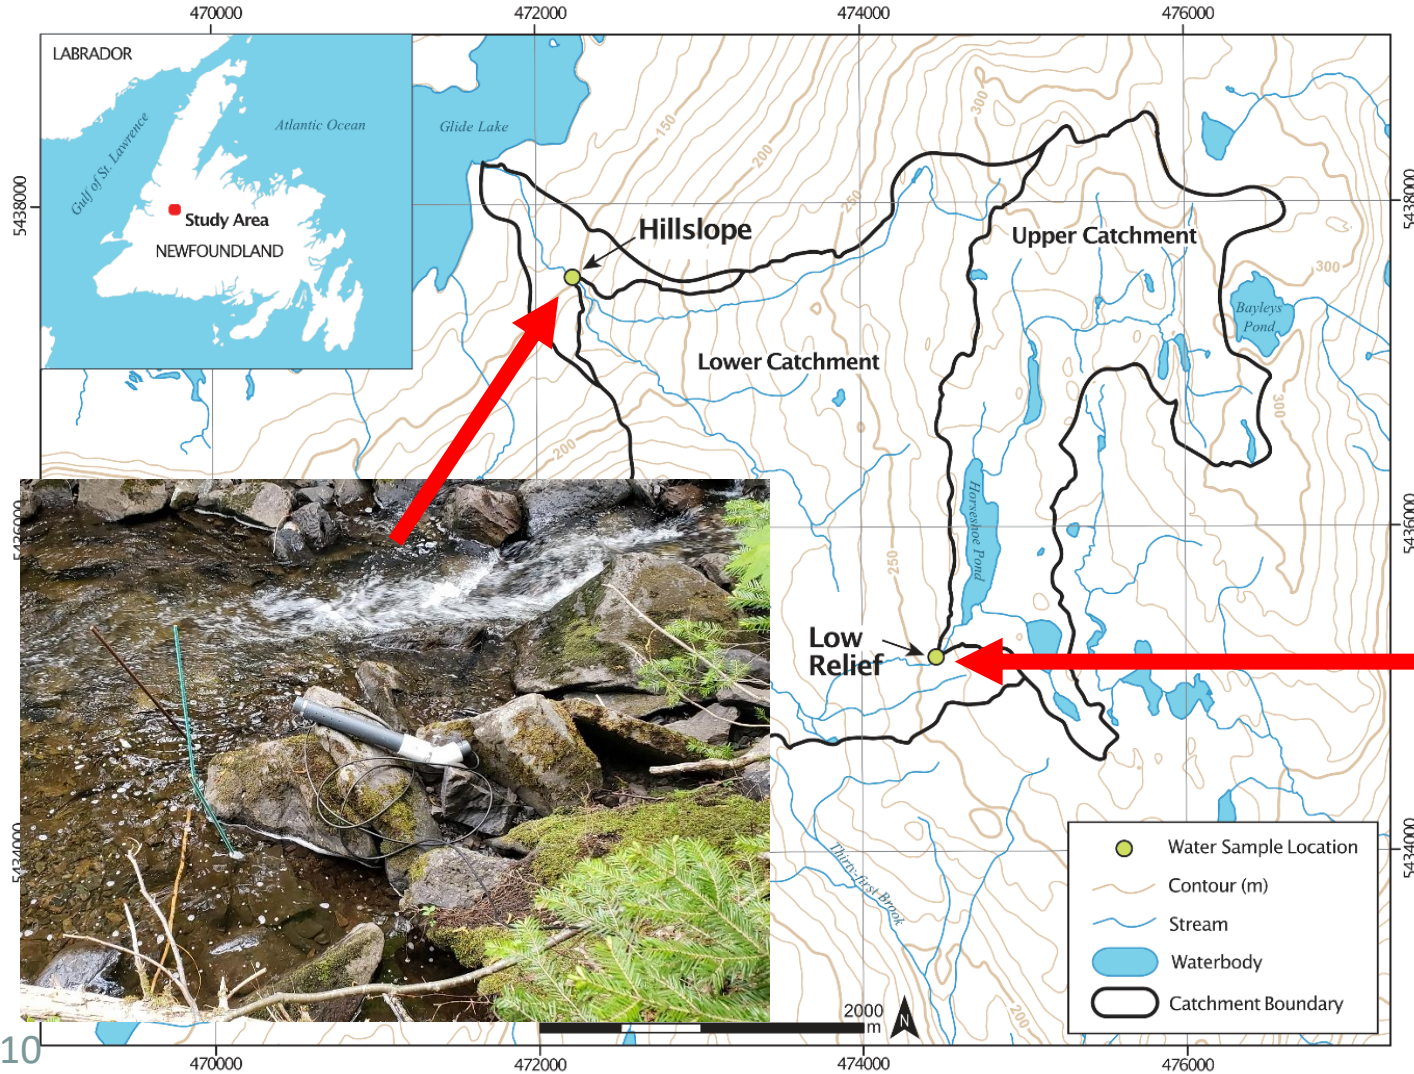 470000
472000
474000
476000
LABRADOR
Gulf of St. Lawrence
Atlantic Ocean
Study Area
NEWFOUNDLAND
Glide Lake
150
200
250
300
5438000
5438000
Hillslope
Upper Catchment
300
Bayleys
Pond
Lower Catchment
300
200
5436000
5436000
Horseshoe Pond
250
Low
Relief
5434000
5434000
Thirty-first Brook
200
Water Sample Location
Contour (m)
Stream
Waterbody
Catchment Boundary
2000
m
N
10
470000
472000
474000
476000